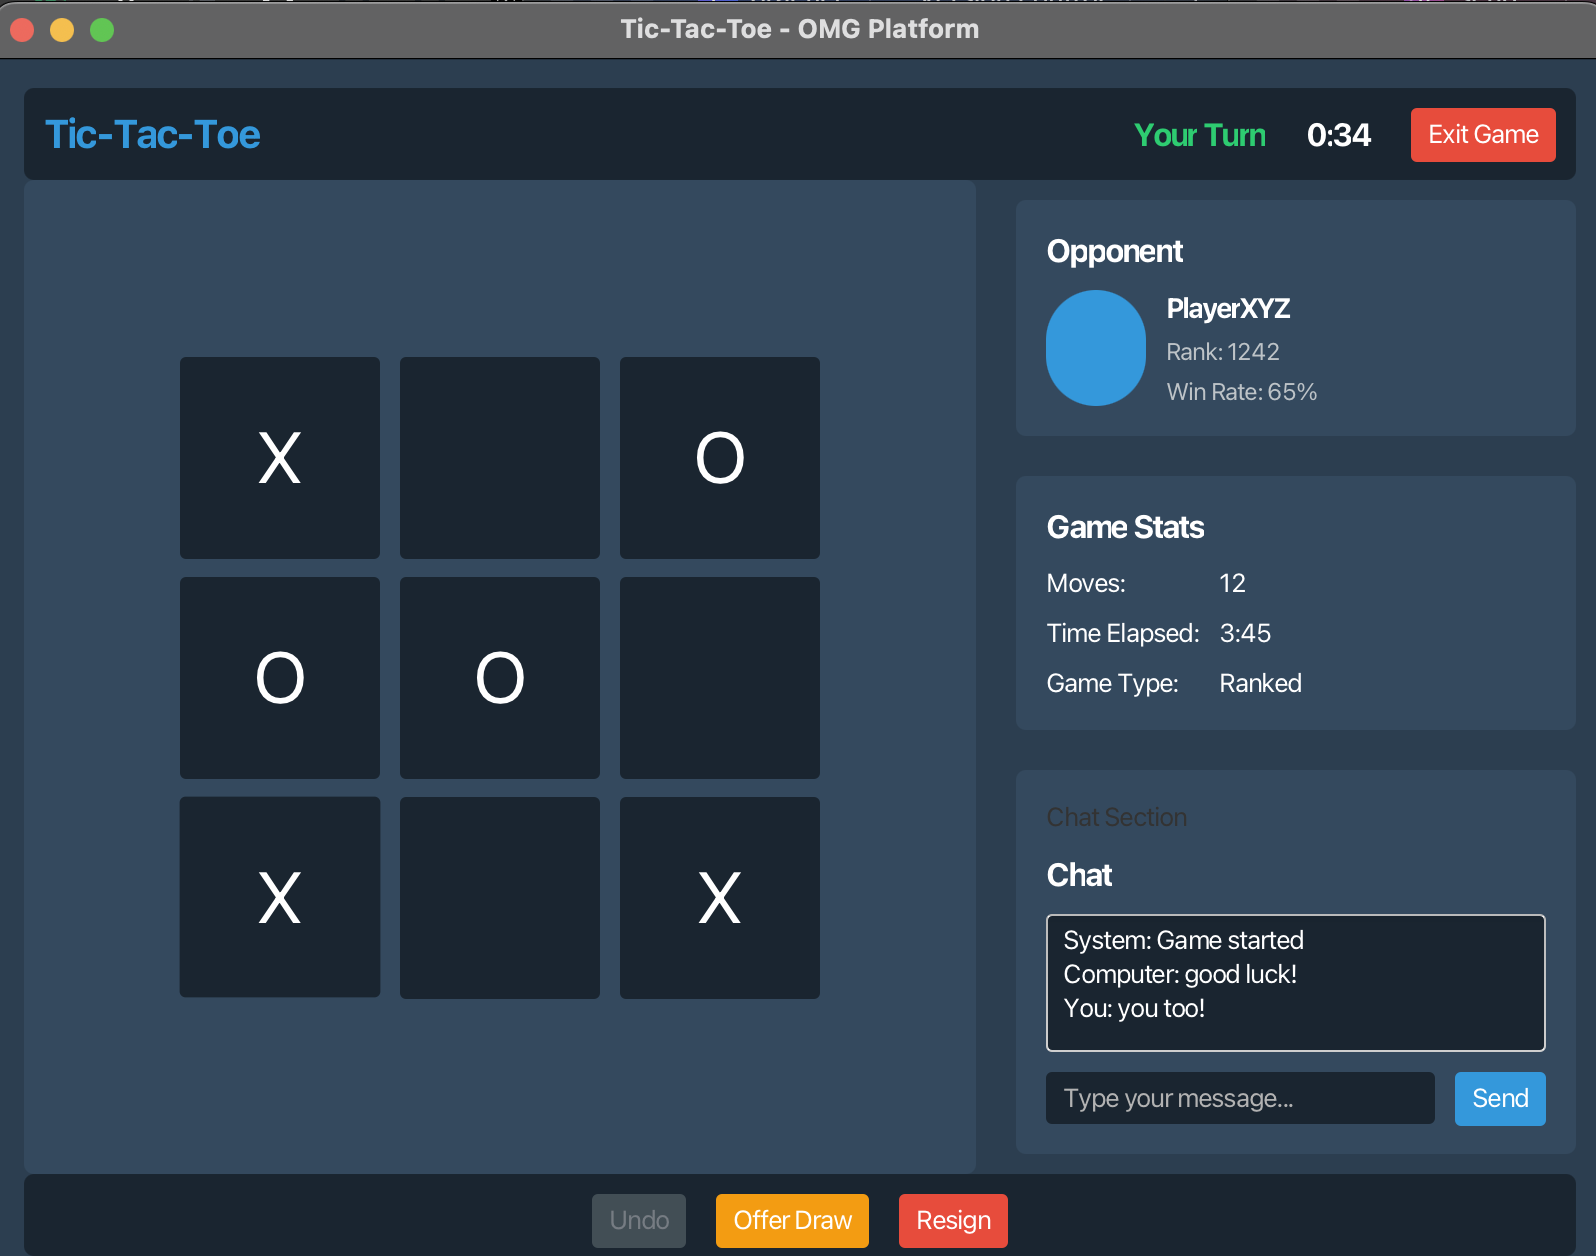 Tic-Tac-Toe - OMG Platform
Tic-Tac-Toe
Your Turn 0:34 Exit Game
X O
O O
X X
Opponent
PlayerXYZ
Rank: 1242
Win Rate: 65%
Game Stats
Moves: 12
Time Elapsed: 3:45
Game Type: Ranked
Chat Section
Chat
System: Game started
Computer: good luck!
You: you too!
Type your message...
Send
Undo Offer Draw Resign